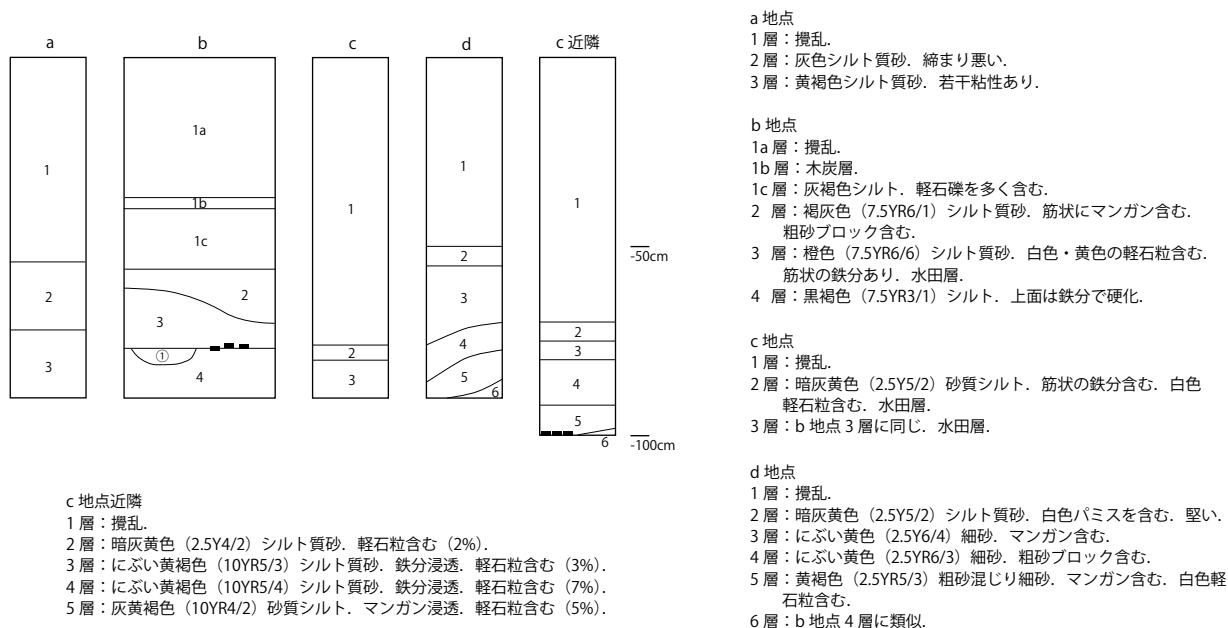 a
b
c
d
c 近隣
1
2
3
1a
1b
1c
2
3
①
4
1
2
3
1
2
3
4
5
6
1
2
3
4
5
6
-50cm
-100cm
a 地点
1 層：攪乱.
2 層：灰色シルト質砂．締まり悪い.
3 層：黄褐色シルト質砂．若干粘性あり.
b 地点
1a 層：攪乱.
1b 層：木炭層.
1c 層：灰褐色シルト．軽石礫を多く含む.
2 層：褐灰色（7.5YR6/1）シルト質砂．筋状にマンガン含む.
粗砂ブロック含む.
3 層：橙色（7.5YR6/6）シルト質砂．白色・黄色の軽石粒含む.
筋状の鉄分あり．水田層.
4 層：黒褐色（7.5YR3/1）シルト．上面は鉄分で硬化.
c 地点
1 層：攪乱.
2 層：暗灰黄色（2.5Y5/2）砂質シルト．筋状の鉄分含む．白色
軽石粒含む．水田層.
3 層：b 地点 3 層に同じ．水田層.
d 地点
1 層：攪乱.
2 層：暗灰黄色（2.5Y5/2）シルト質砂．白色パミスを含む．堅い.
3 層：にぶい黄色（2.5Y6/4）細砂．マンガン含む.
4 層：にぶい黄色（2.5YR6/3）細砂．粗砂ブロック含む.
5 層：黄褐色（2.5YR5/3）粗砂混じり細砂．マンガン含む．白色軽
石粒含む.
6 層：b 地点 4 層に類似.
c 地点近隣
1 層：攪乱.
2 層：暗灰黄色（2.5Y4/2）シルト質砂．軽石粒含む（2%）.
3 層：にぶい黄褐色（10YR5/3）シルト質砂．鉄分浸透．軽石粒含む（3%）.
4 層：にぶい黄褐色（10YR5/4）シルト質砂．鉄分浸透．軽石粒含む（7%）.
5 層：灰黄褐色（10YR4/2）砂質シルト．マンガン浸透．軽石粒含む（5%）.